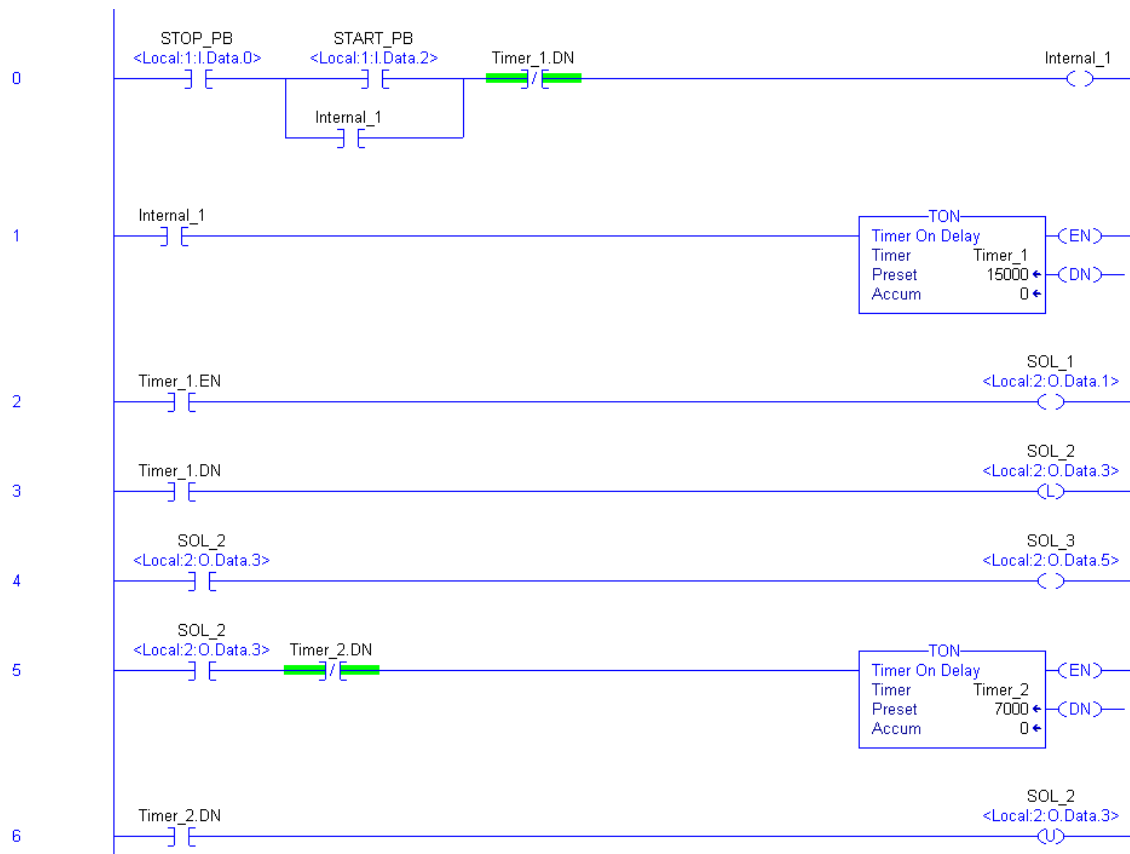 STOP_PB START_PB
<Local:1:I.Data.0> <Local:1:I.Data.2> Timer_1.DN Internal_1
0
Internal_1
Internal_1
1
TON
Timer On Delay EN
Timer Timer_1
Preset 15000 DN
Accum 0
SOL_1
Timer_1.EN <Local:2:O.Data.1>
2
SOL_2
Timer_1.DN <Local:2:O.Data.3>
3 L
SOL_2 SOL_3
<Local:2:O.Data.3> <Local:2:O.Data.5>
4
SOL_2
<Local:2:O.Data.3> Timer_2.DN
5
TON
Timer On Delay EN
Timer Timer_2
Preset 7000 DN
Accum 0
SOL_2
Timer_2.DN <Local:2:O.Data.3>
6 U